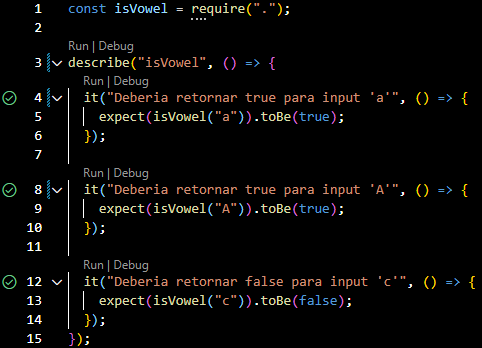 1 const isVowel = require(".");
2
Run | Debug
3 describe("isVowel", () => {
Run | Debug
4 it("Deberia retornar true para input 'a'", () => {
5 expect(isVowel("a")).toBe(true);
6 });
7
Run | Debug
8 it("Deberia retornar true para input 'A'", () => {
9 expect(isVowel("A")).toBe(true);
10 });
11
Run | Debug
12 it("Deberia retornar false para input 'c'", () => {
13 expect(isVowel("c")).toBe(false);
14 });
15 });